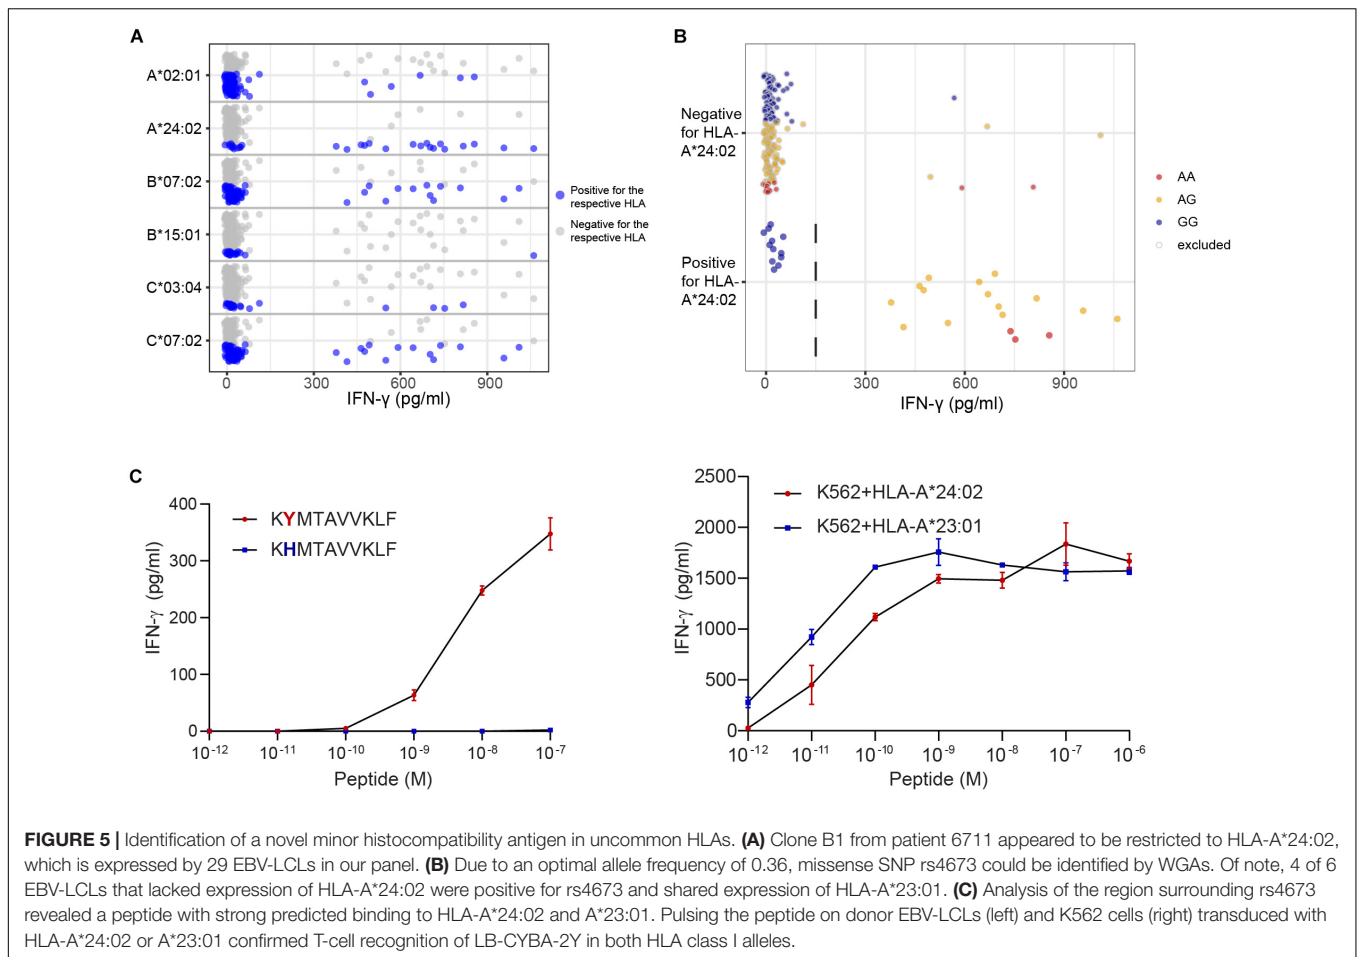 A
A*02:01
A*24:02
B*07:02
B*15:01
C*03:04
C*07:02
0 300 600 900
IFN-γ (pg/ml)
Positive for the
respective HLA
Negative for the
respective HLA
B
Negative
for HLA-
A*24:02
Positive
for HLA-
A*24:02
0 300 600 900
IFN-γ (pg/ml)
AA
AG
GG
excluded
C
400
300
200
100
0
IFN-γ (pg/ml)
KYMTAVVKLF
KHMTAVVKLF
10-12 10-11 10-10 10-9 10-8 10-7
Peptide (M)
2500
2000
1500
1000
500
0
IFN-γ (pg/ml)
K562+HLA-A*24:02
K562+HLA-A*23:01
10-12 10-11 10-10 10-9 10-8 10-7 10-6
Peptide (M)
FIGURE 5 | Identification of a novel minor histocompatibility antigen in uncommon HLAs. (A) Clone B1 from patient 6711 appeared to be restricted to HLA-A*24:02,
which is expressed by 29 EBV-LCLs in our panel. (B) Due to an optimal allele frequency of 0.36, missense SNP rs4673 could be identified by WGAs. Of note, 4 of 6
EBV-LCLs that lacked expression of HLA-A*24:02 were positive for rs4673 and shared expression of HLA-A*23:01. (C) Analysis of the region surrounding rs4673
revealed a peptide with strong predicted binding to HLA-A*24:02 and A*23:01. Pulsing the peptide on donor EBV-LCLs (left) and K562 cells (right) transduced with
HLA-A*24:02 or A*23:01 confirmed T-cell recognition of LB-CYBA-2Y in both HLA class I alleles.